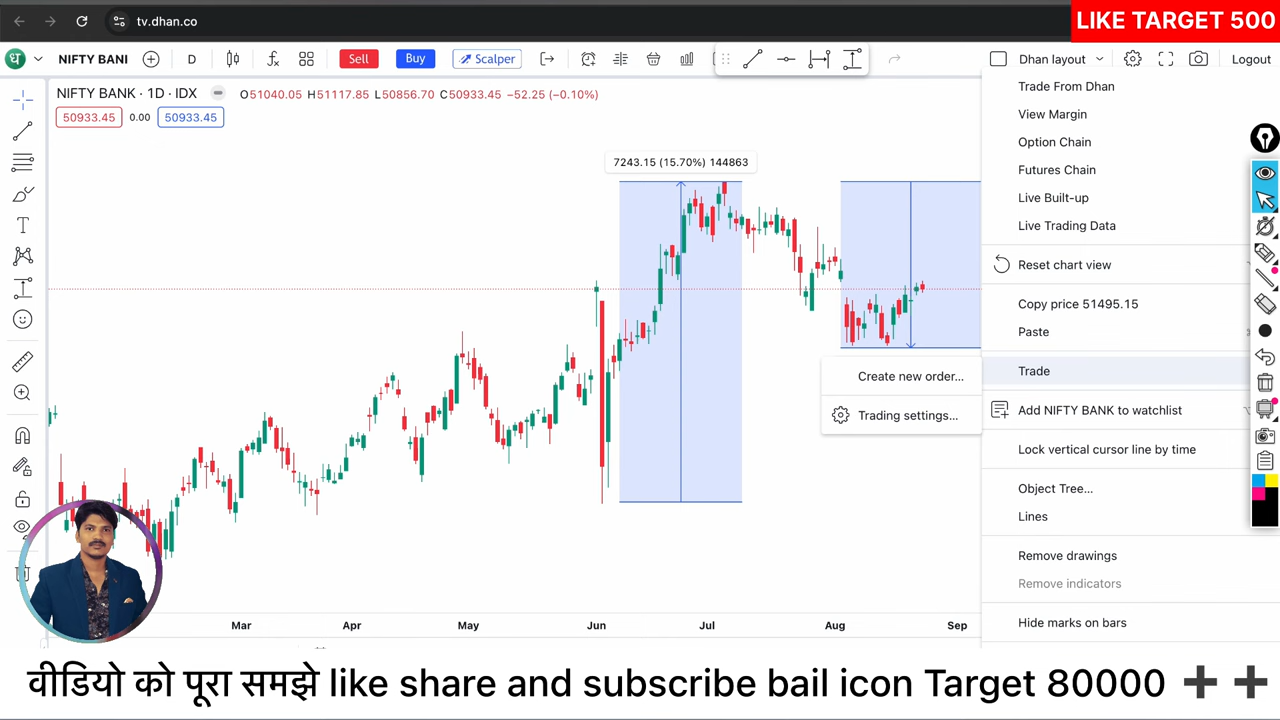 tv.dhan.co
LIKE TARGET 500
NIFTY BANI
D
Sell
Buy
Scalper
Dhan layout
Logout
NIFTY BANK · 1D · IDX
O51040.05 H51117.85 L50856.70 C50933.45 −52.25 (−0.10%)
50933.45 0.00 50933.45
7243.15 (15.70%) 144863
Trade From Dhan
View Margin
Option Chain
Futures Chain
Live Built-up
Live Trading Data
Reset chart view
Copy price 51495.15
Paste
Trade
Create new order...
Trading settings...
Add NIFTY BANK to watchlist
Lock vertical cursor line by time
Object Tree...
Lines
Remove drawings
Remove indicators
Hide marks on bars
Mar Apr May Jun Jul Aug Sep
वीडियो को पूरा समझे like share and subscribe bail icon Target 80000 ➕ ➕